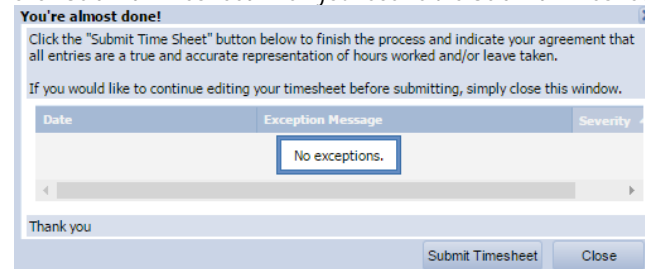 You're almost done!
Click the "Submit Time Sheet" button below to finish the process and indicate your agreement that
all entries are a true and accurate representation of hours worked and/or leave taken.
If you would like to continue editing your timesheet before submitting, simply close this window.
Date Exception Message Severity
No exceptions.
Thank you
Submit Timesheet Close